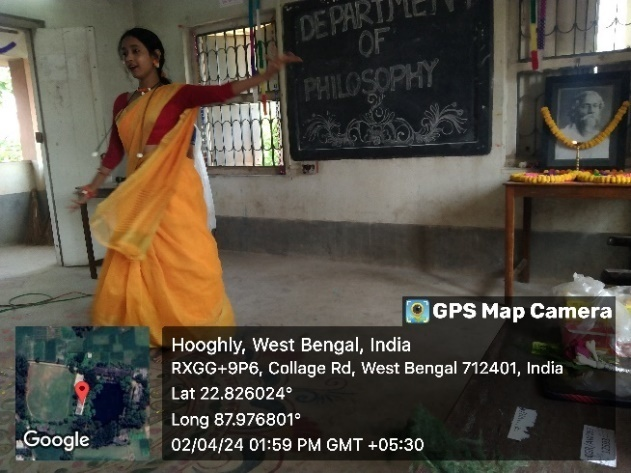 DEPARTMENT
OF
PHILOSOPHY
GPS Map Camera
Hooghly, West Bengal, India
RXGG+9P6, Collage Rd, West Bengal 712401, India
Lat 22.826024°
Long 87.976801°
02/04/24 01:59 PM GMT +05:30
Google